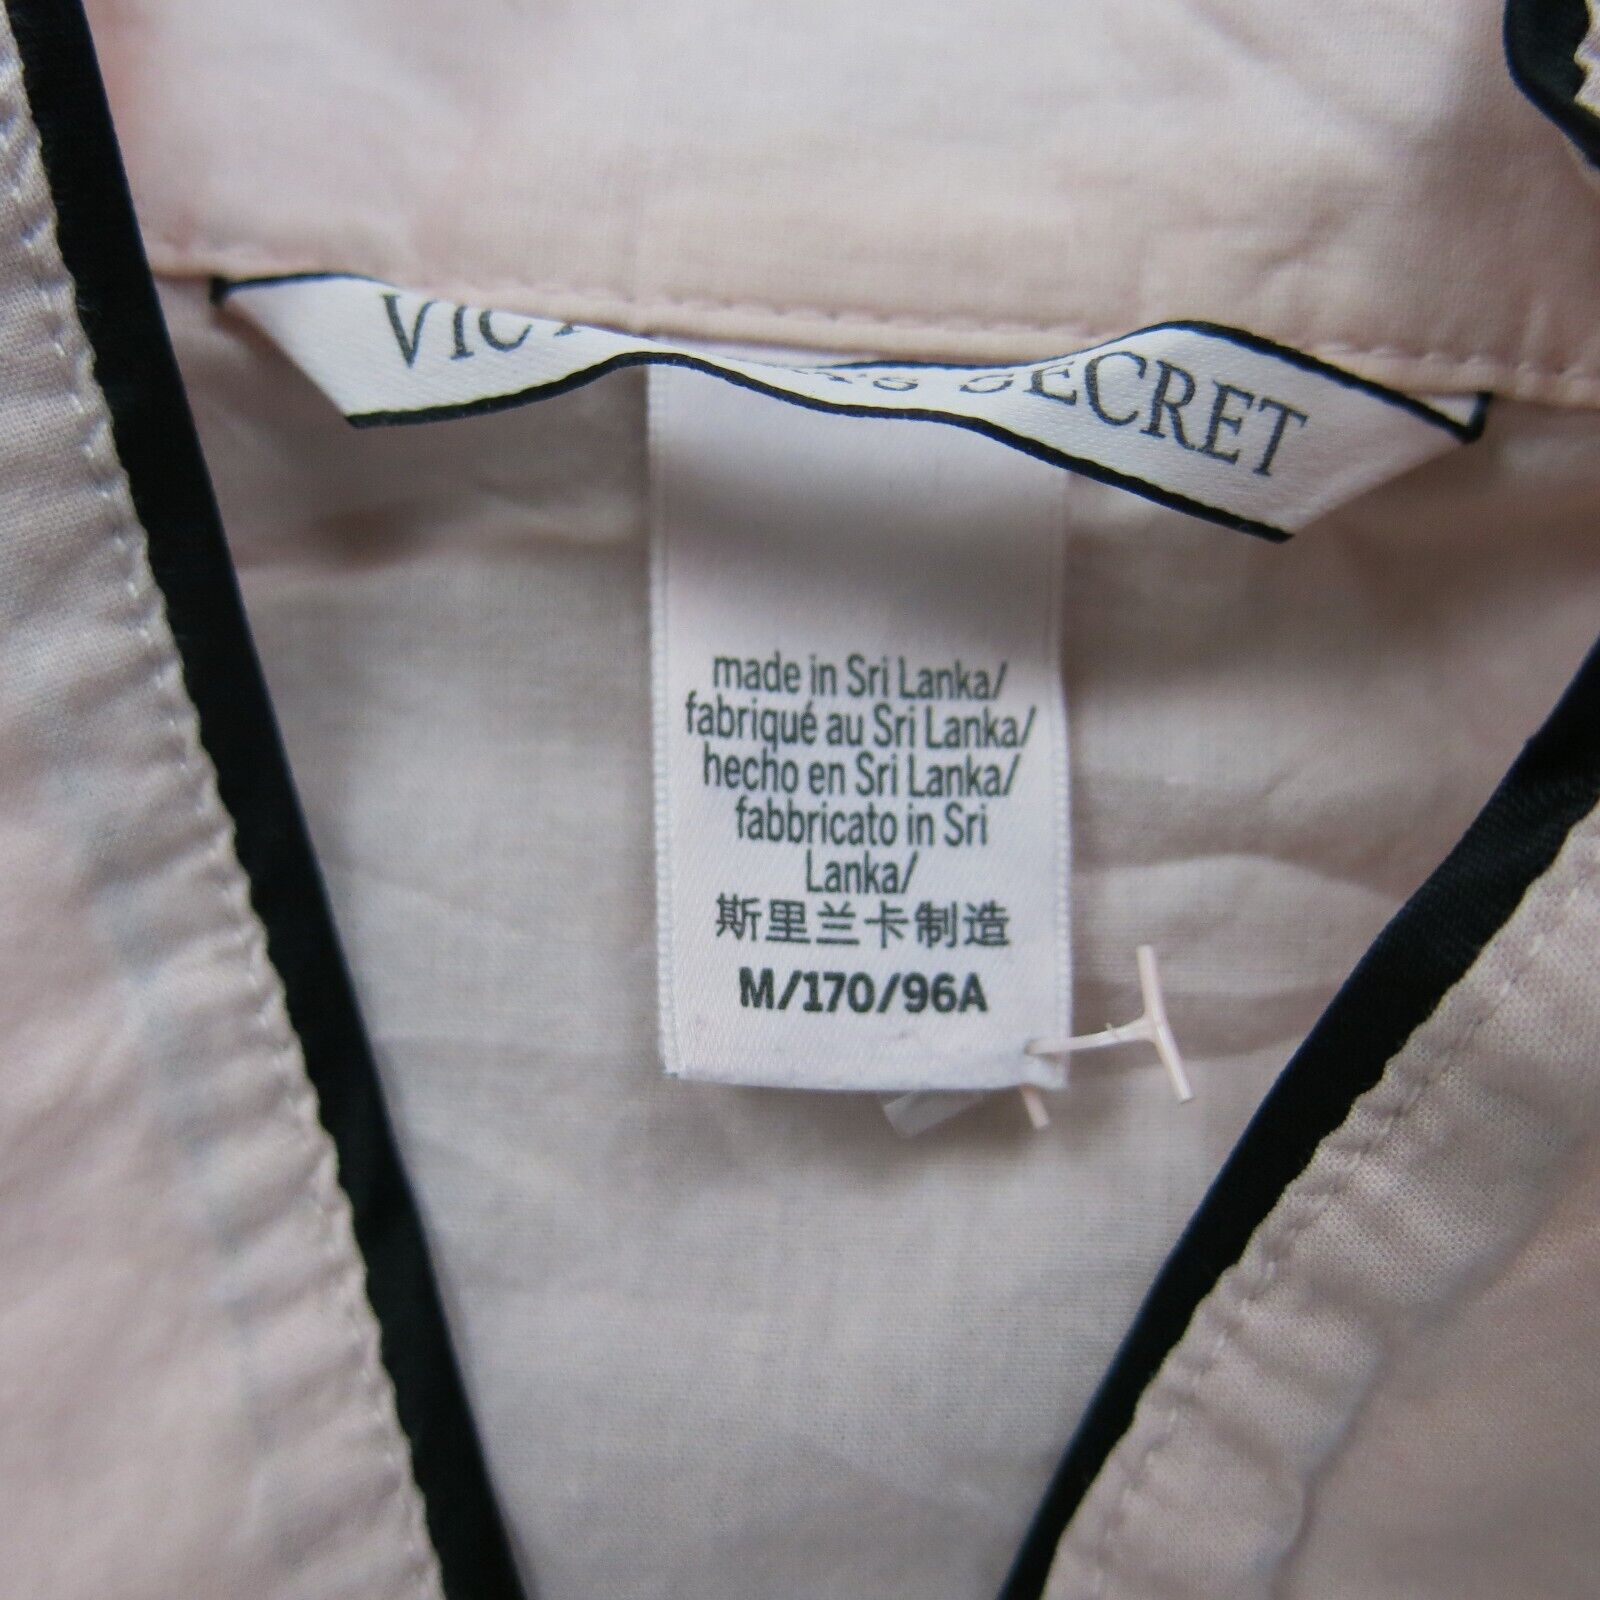 SECRET
made in Sri Lanka/
fabriqué au Sri Lanka/
hecho en Sri Lanka/
fabbricato in Sri
Lanka/
斯里兰卡制造
M/170/96A